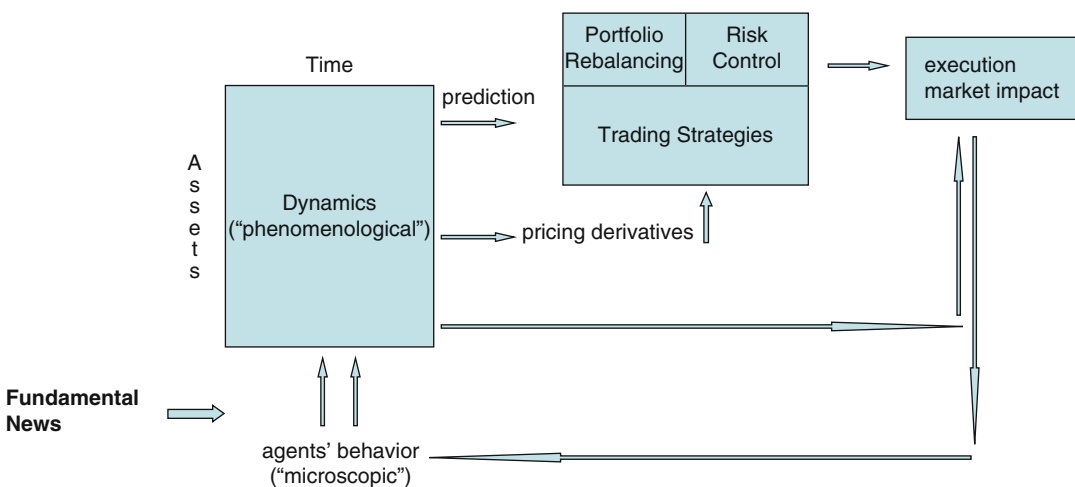 Time
Assets
Dynamics
(“phenomenological”)
prediction
pricing derivatives
Portfolio
Rebalancing
Risk
Control
Trading Strategies
execution
market impact
Fundamental
News
agents’ behavior
(“microscopic”)